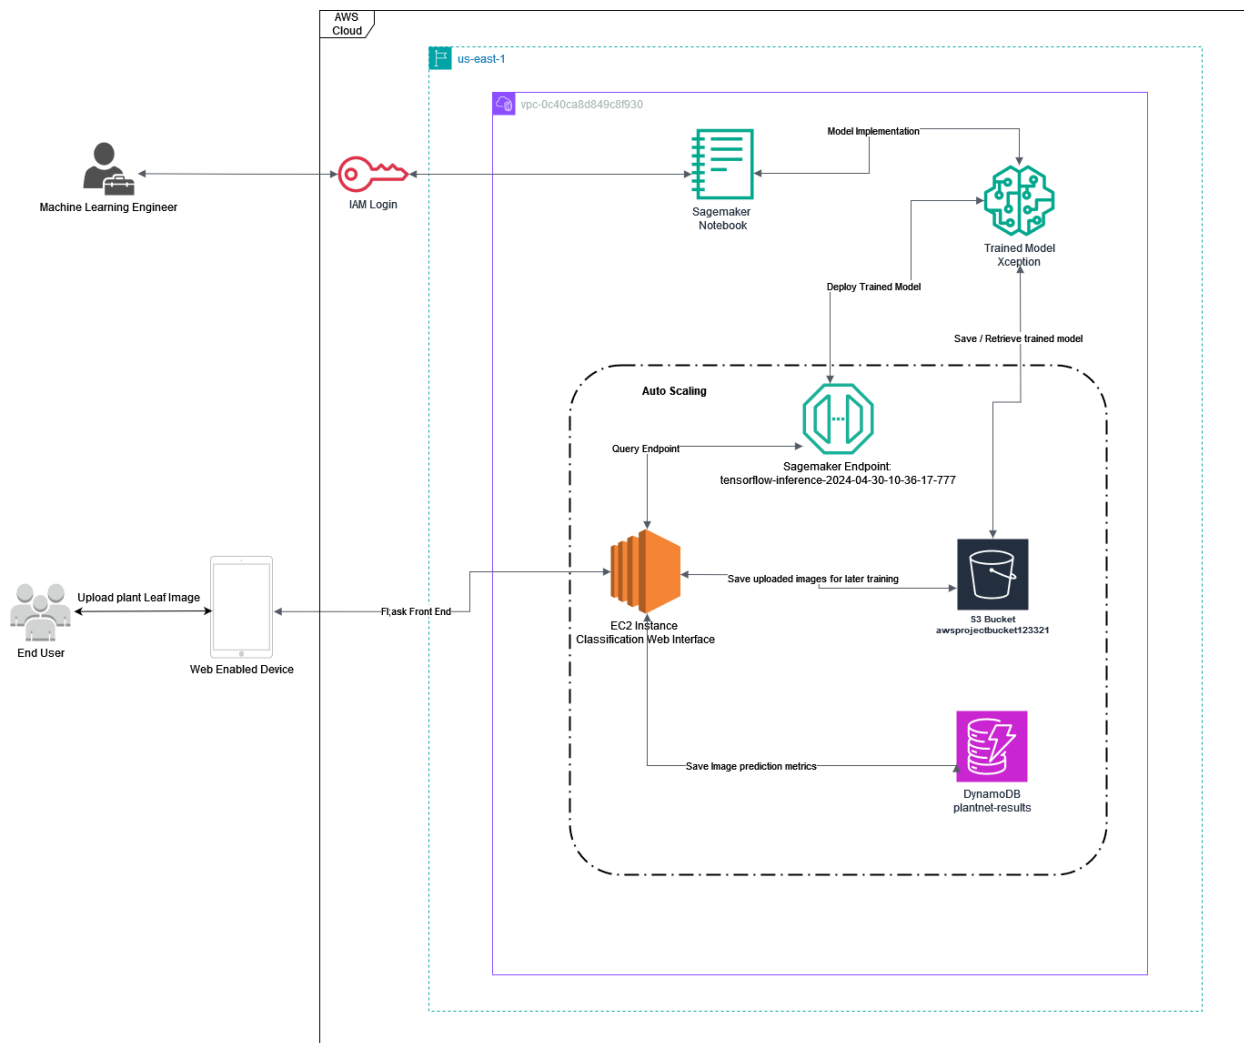 AWS
Cloud
us-east-1
vpc-0c40ca8d849c8f930
Model Implementation
Machine Learning Engineer
IAM Login
Sagemaker
Notebook
Trained Model
Xception
Deploy Trained Model
Save / Retrieve trained model
Auto Scaling
Query Endpoint
Sagemaker Endpoint:
tensorflow-inference-2024-04-30-10-36-17-777
Save uploaded images for later training
Upload plant Leaf Image
Fl;ask Front End
EC2 Instance
Classification Web Interface
S3 Bucket
awsprojectbucket123321
End User
Web Enabled Device
Save Image prediction metrics
DynamoDB
plantnet-results